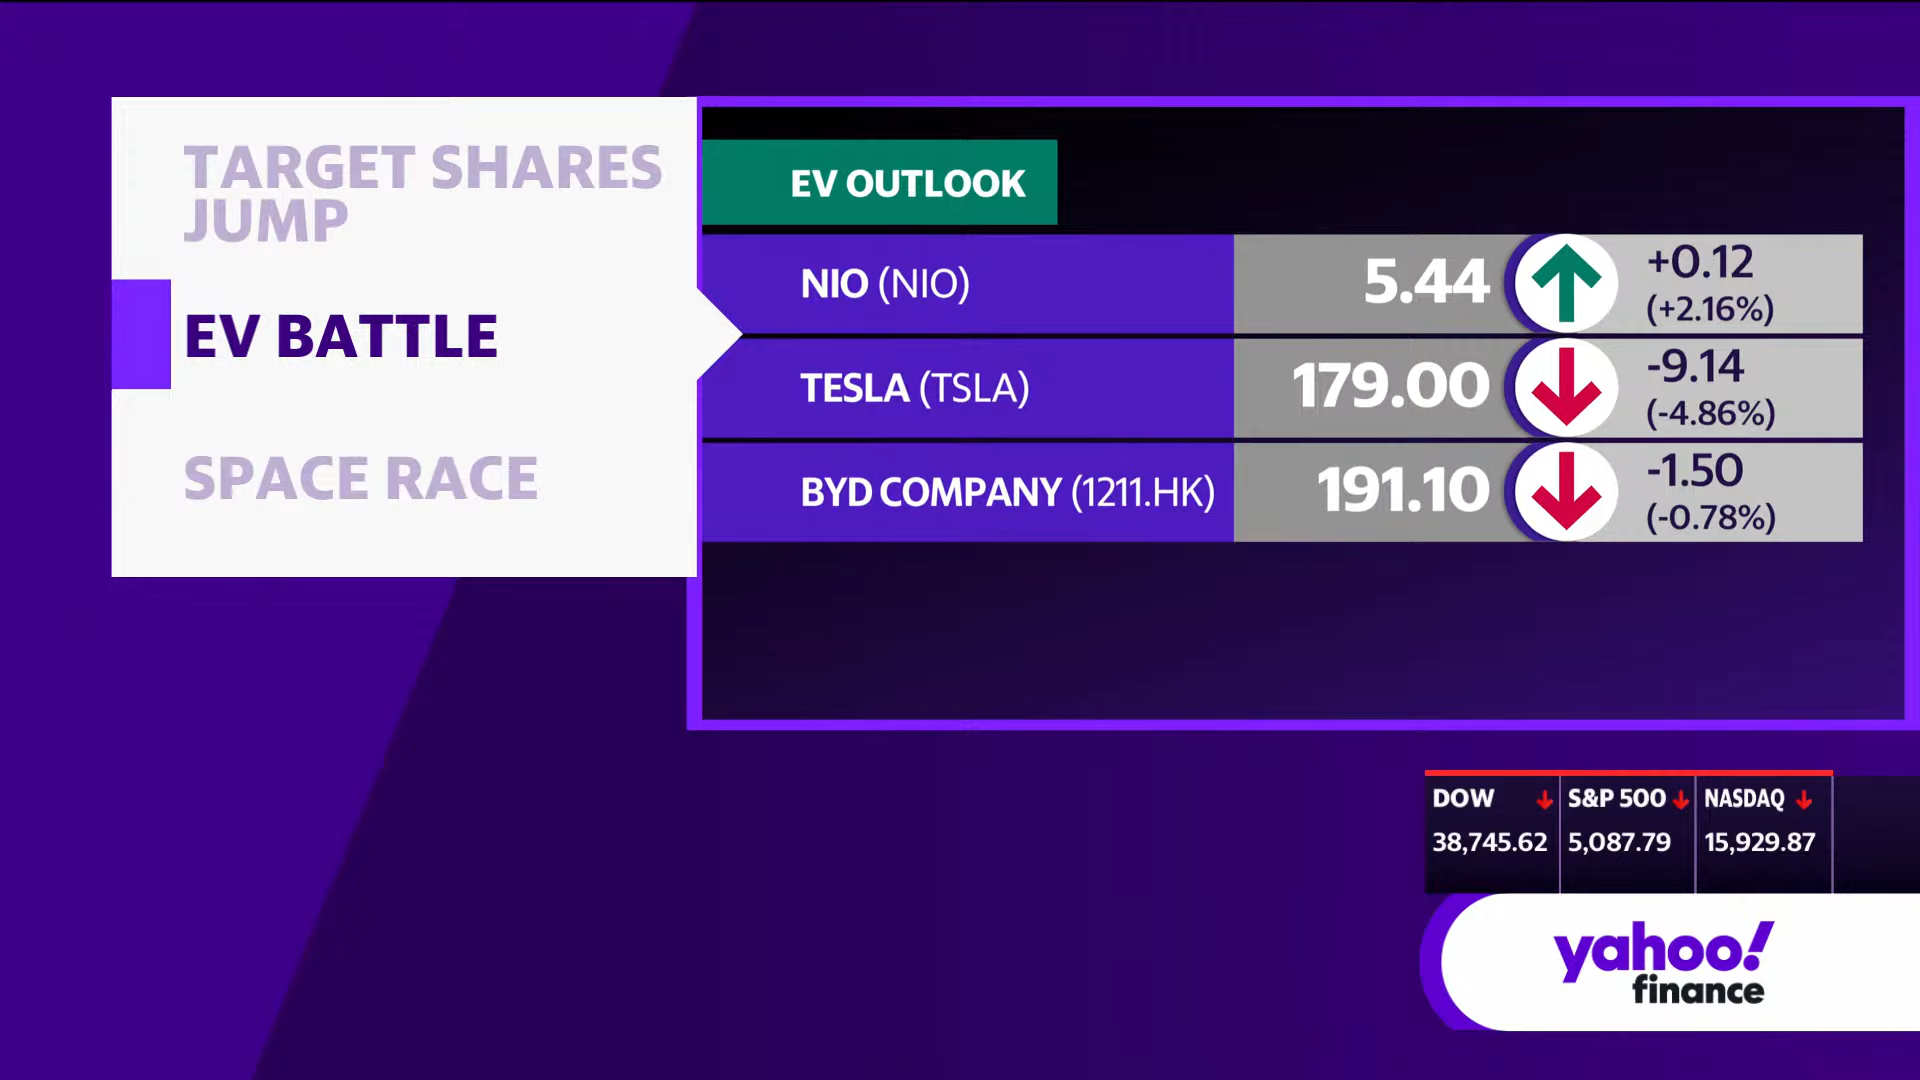 TARGET SHARES
JUMP
EV BATTLE
SPACE RACE
EV OUTLOOK
NIO (NIO) 5.44 +0.12
(+2.16%)
TESLA (TSLA) 179.00 -9.14
(-4.86%)
BYD COMPANY (1211.HK) 191.10 -1.50
(-0.78%)
DOW S&P 500 NASDAQ
38,745.62 5,087.79 15,929.87
yahoo!
finance